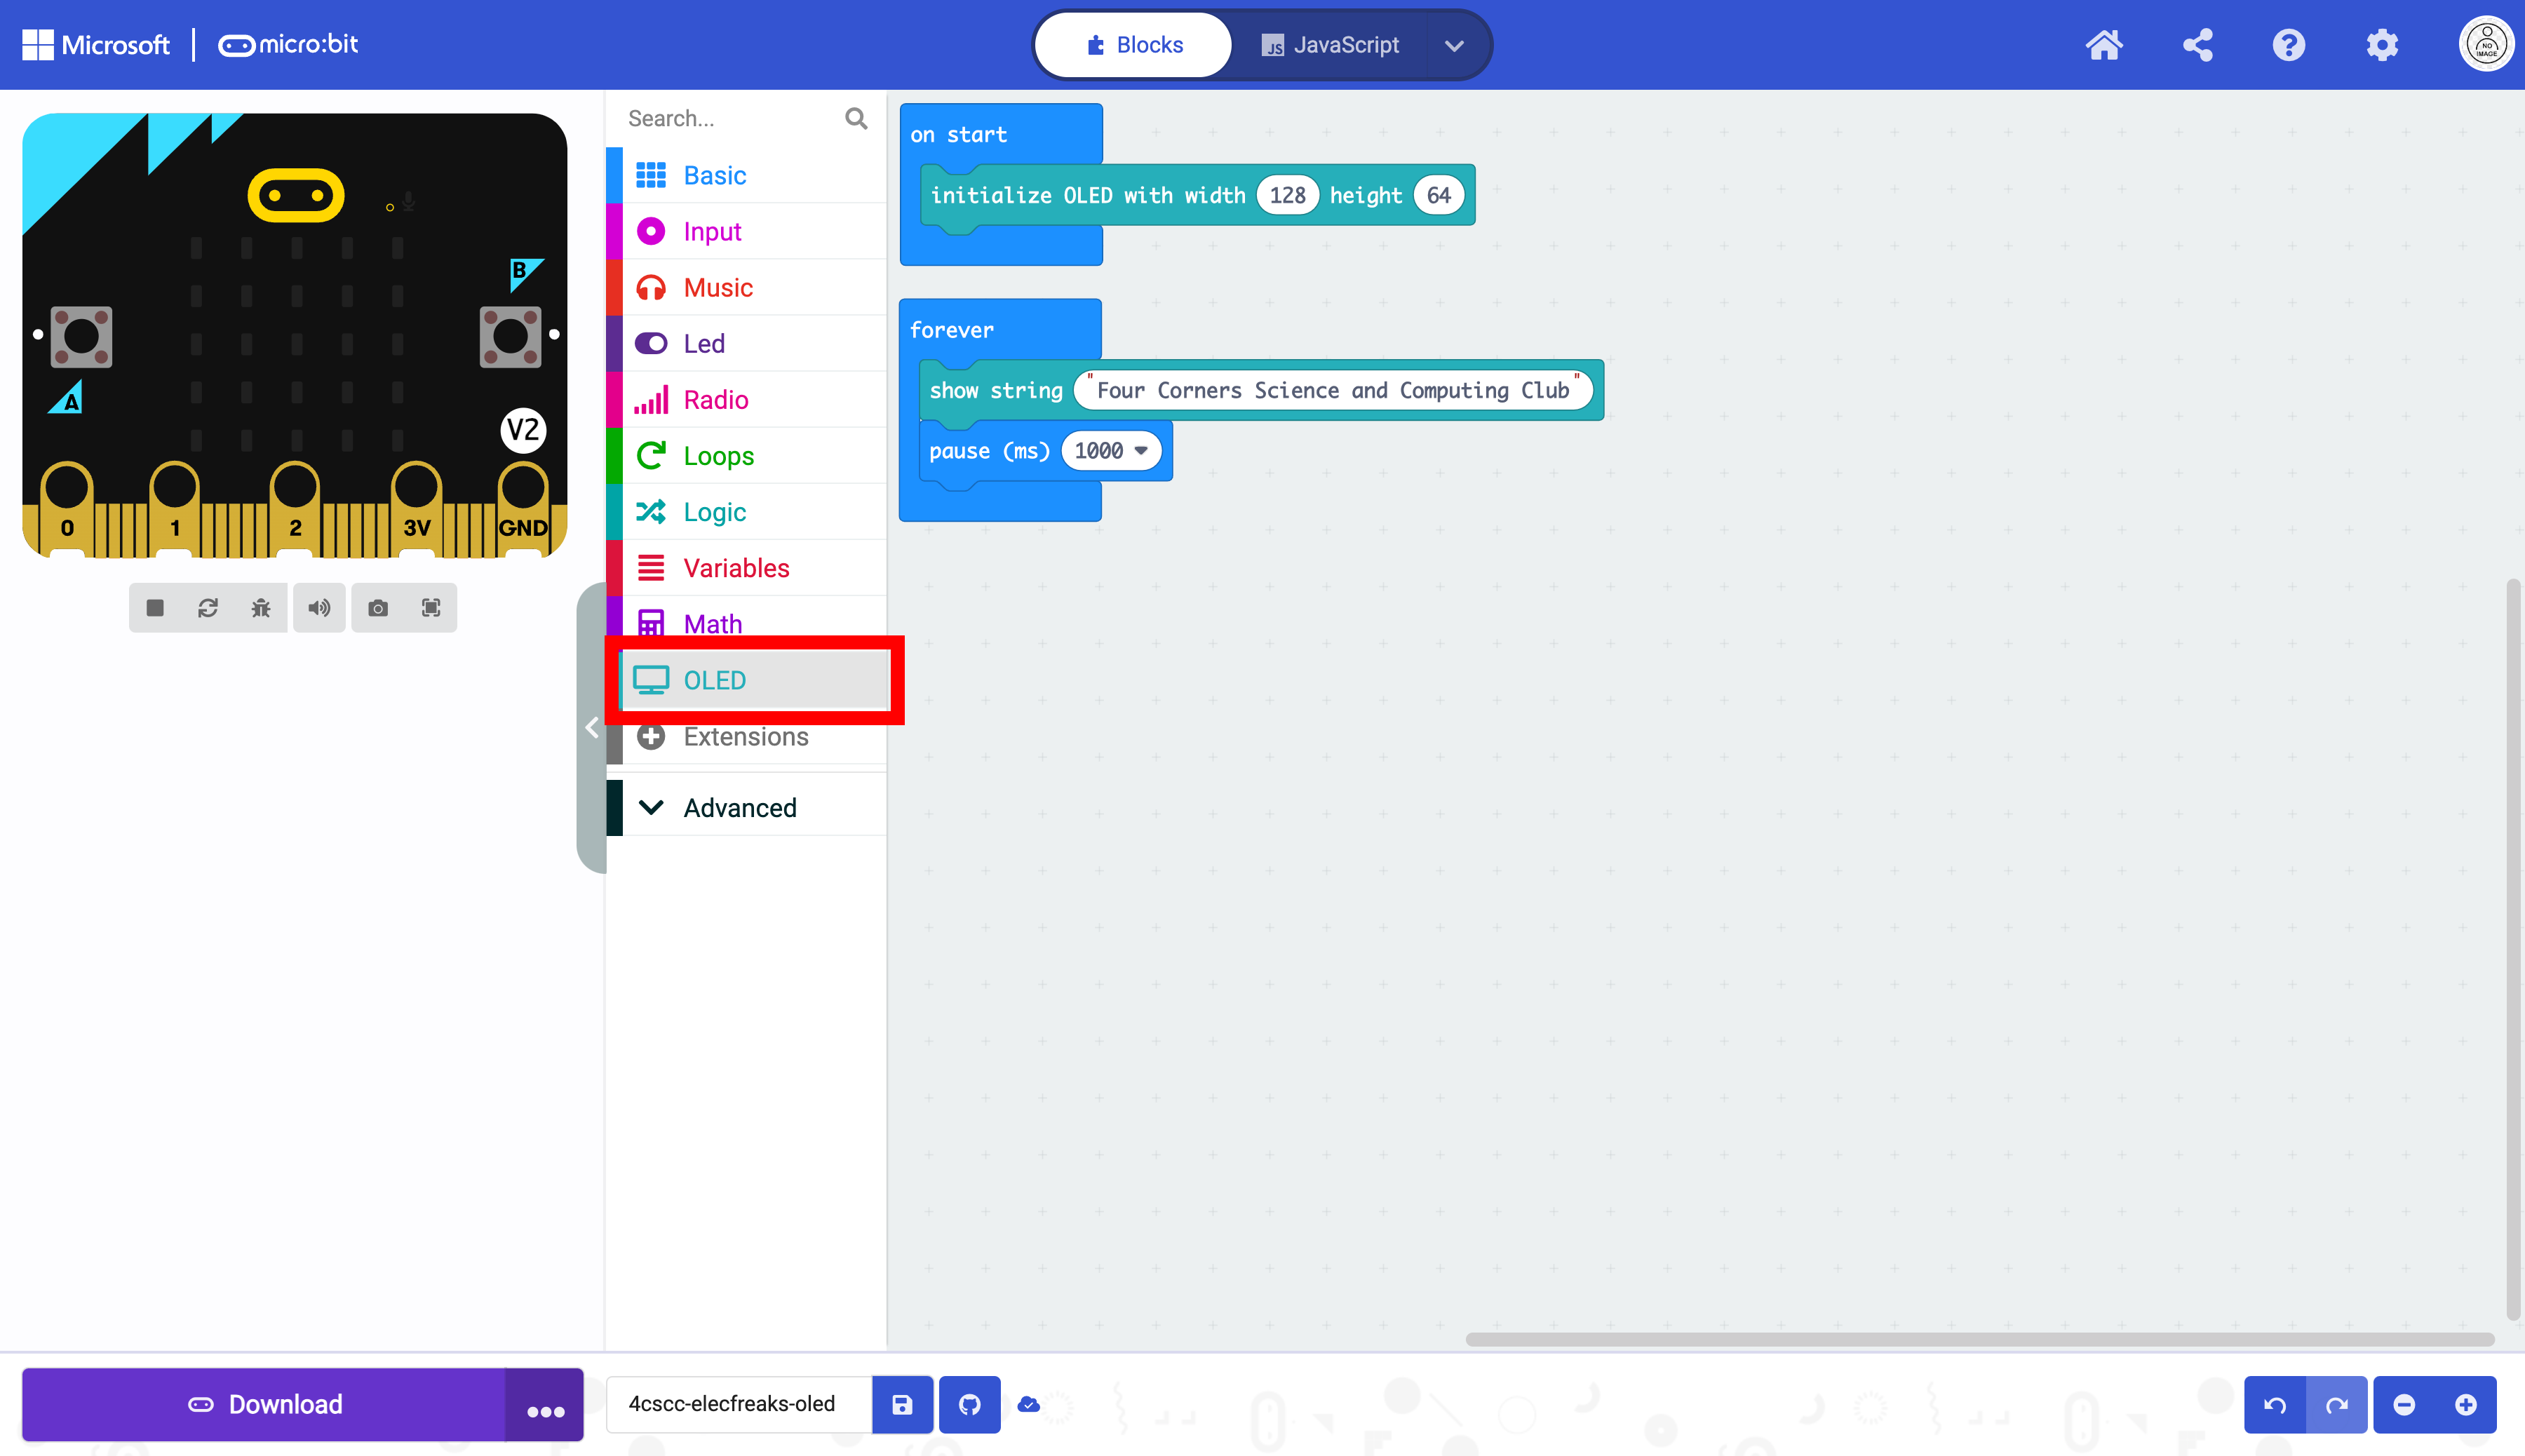 Microsoft | micro:bit
Blocks
JavaScript
NO IMAGE
Search...
Basic
Input
Music
Led
Radio
Loops
Logic
Variables
Math
OLED
Extensions
Advanced
B
A
V2
0 1 2 3V GND
on start
initialize OLED with width 128 height 64
forever
show string "Four Corners Science and Computing Club"
pause (ms) 1000
Download
4cscc-elecfreaks-oled